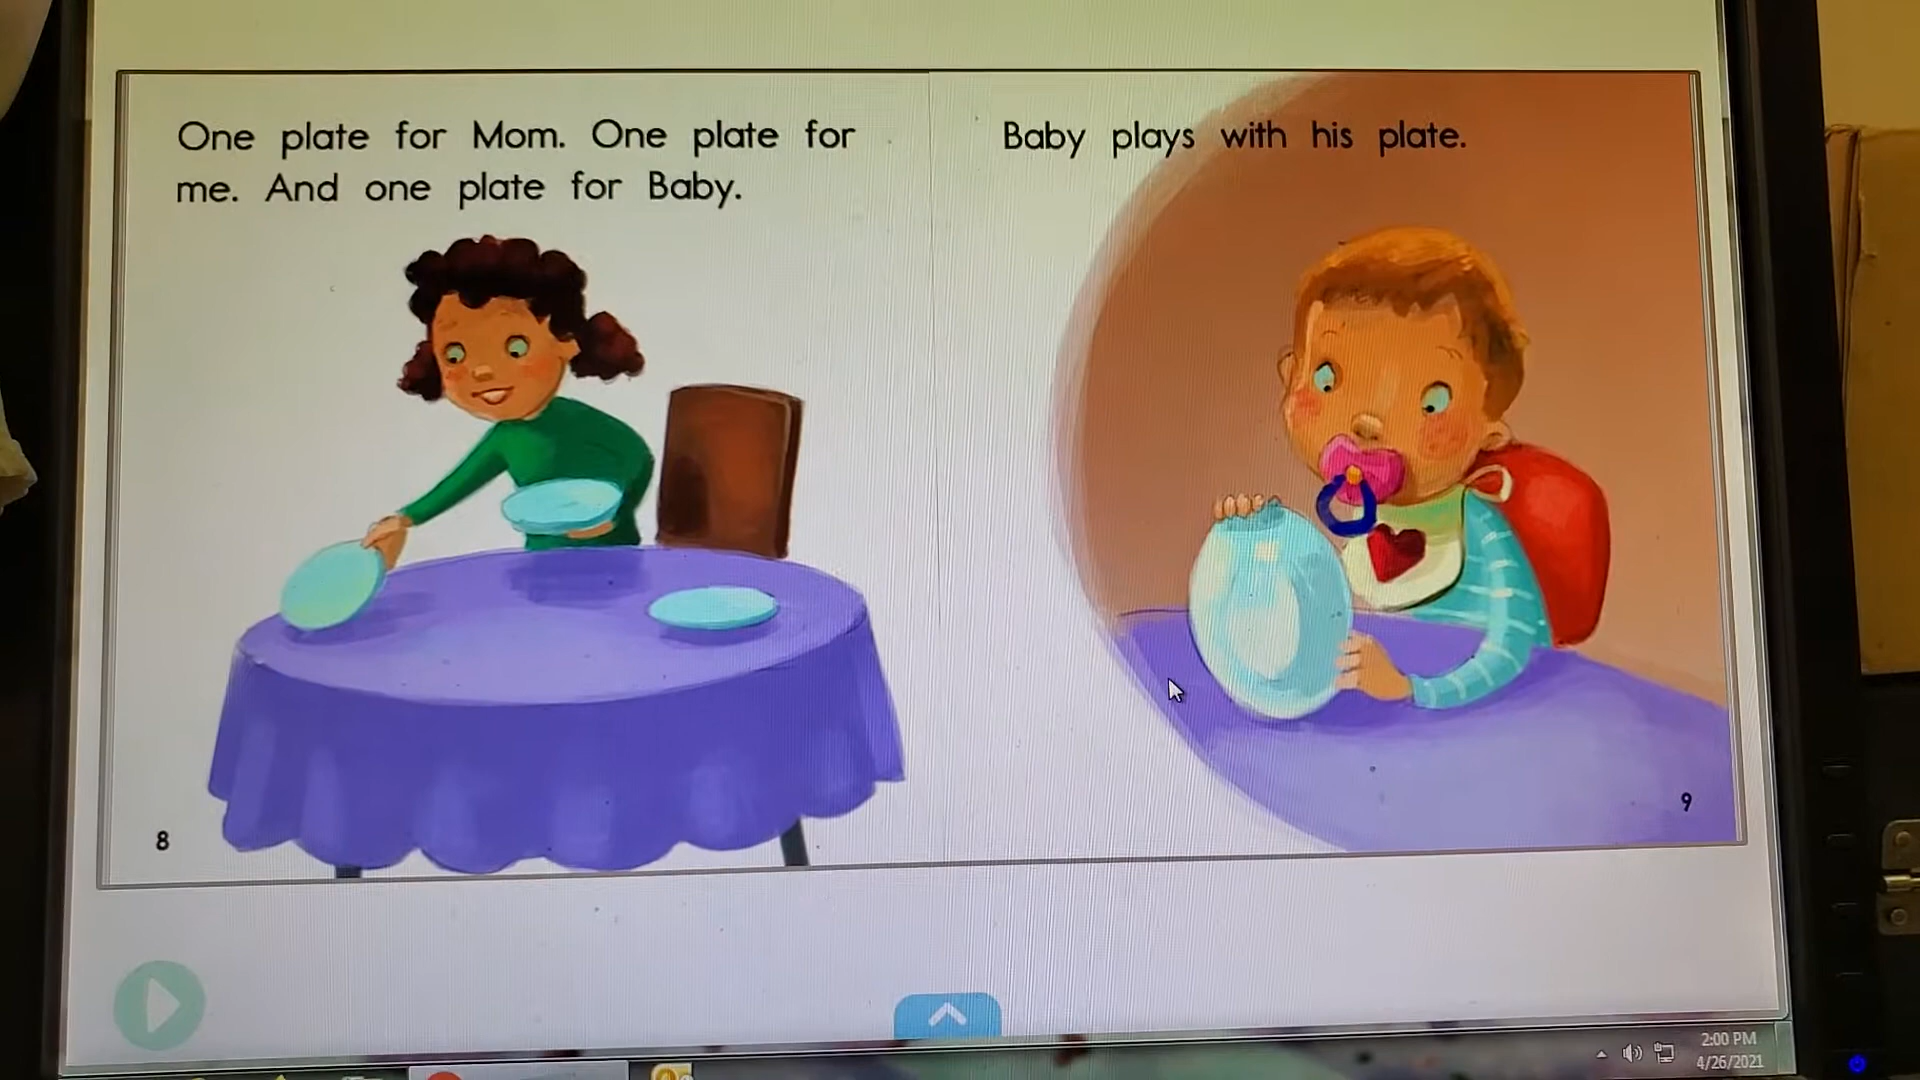 One plate for Mom. One plate for
me. And one plate for Baby.
Baby plays with his plate.
8
9
2:00 PM
4/26/2021